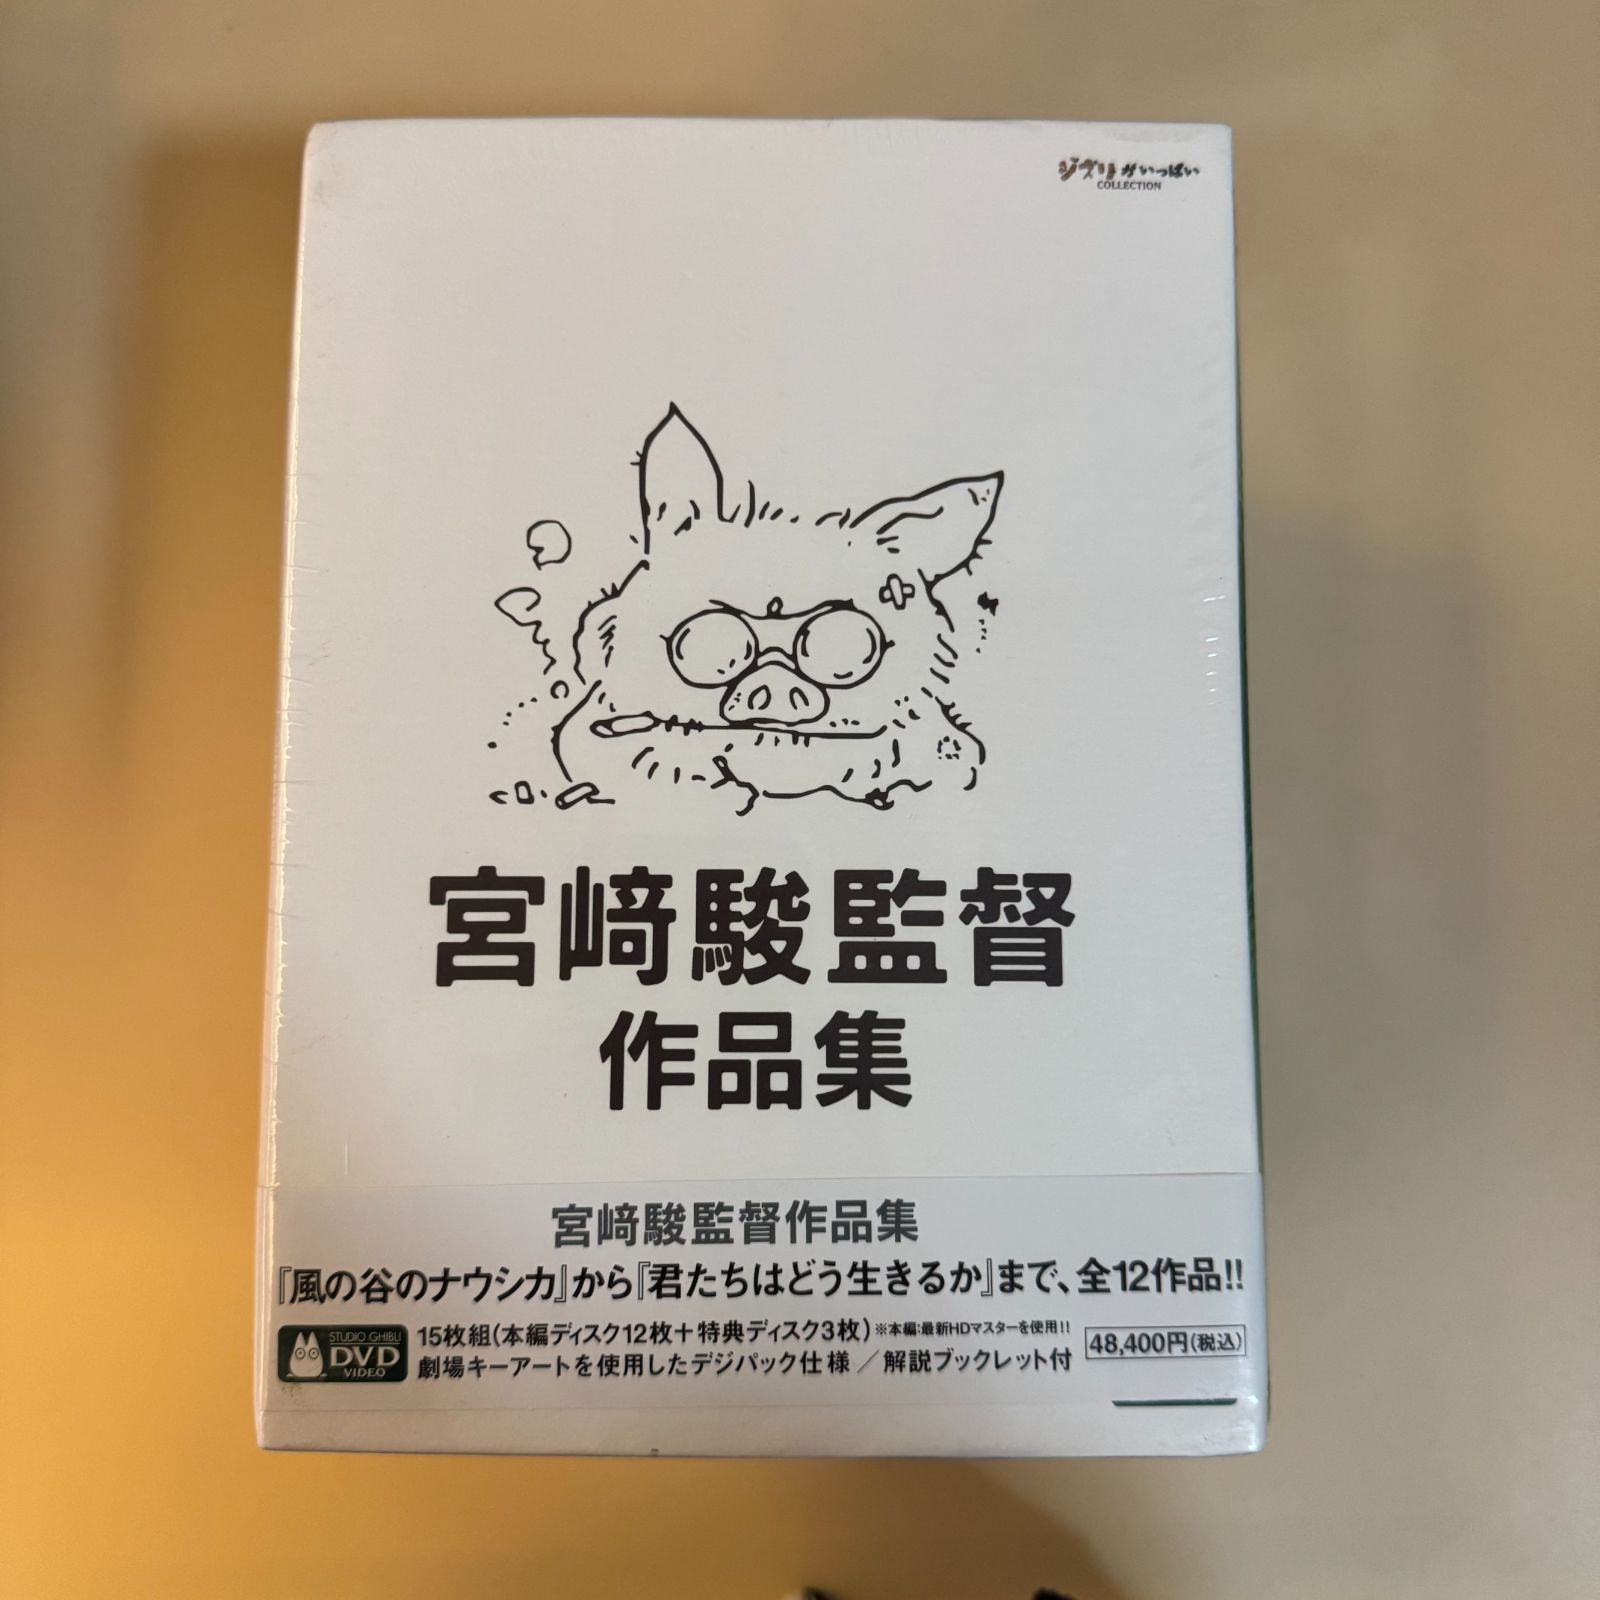 ジブリがいっぱい
COLLECTION
宮﨑駿監督
作品集
宮﨑駿監督作品集
『風の谷のナウシカ』から『君たちはどう生きるか』まで、全12作品!!
STUDIO GHIBLI
DVD
VIDEO
15枚組(本編ディスク12枚＋特典ディスク3枚)※本編:最新HDマスターを使用!!
劇場キーアートを使用したデジパック仕様／解説ブックレット付
48,400円(税込)